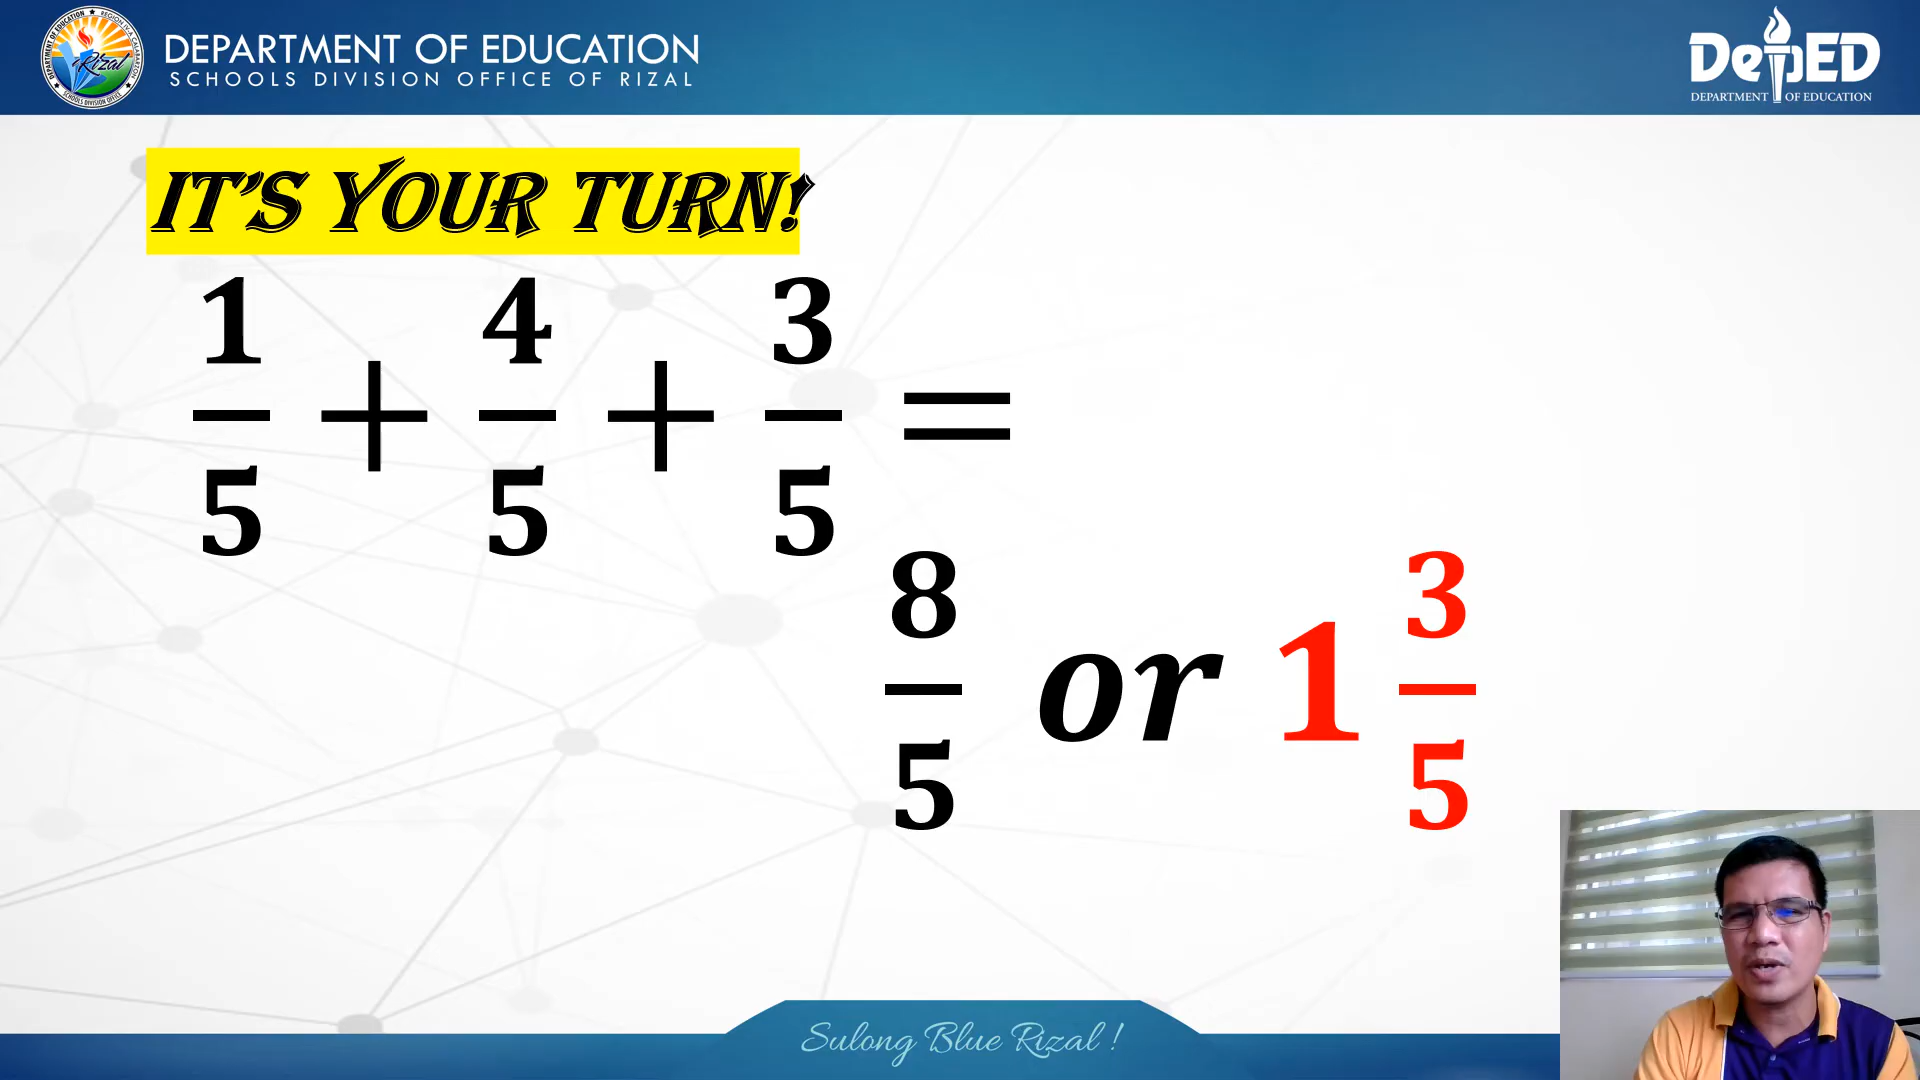 DEPARTMENT OF EDUCATION
SCHOOLS DIVISION OFFICE OF RIZAL
Rizal
DepED
DEPARTMENT OF EDUCATION
IT'S YOUR TURN!
1/5 + 4/5 + 3/5 =
8/5 or 1 3/5
Sulong Blue Rizal !